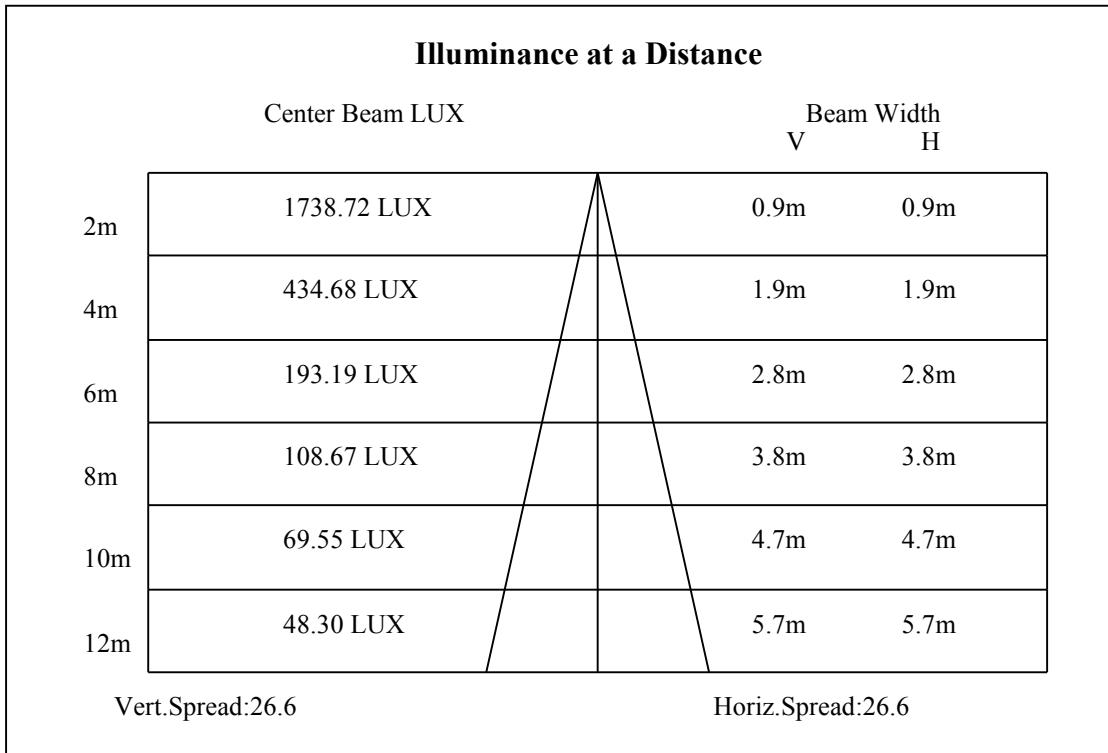 Illuminance at a Distance
Center Beam LUX Beam Width
V H
2m 1738.72 LUX 0.9m 0.9m
4m 434.68 LUX 1.9m 1.9m
6m 193.19 LUX 2.8m 2.8m
8m 108.67 LUX 3.8m 3.8m
10m 69.55 LUX 4.7m 4.7m
12m 48.30 LUX 5.7m 5.7m
Vert.Spread:26.6 Horiz.Spread:26.6